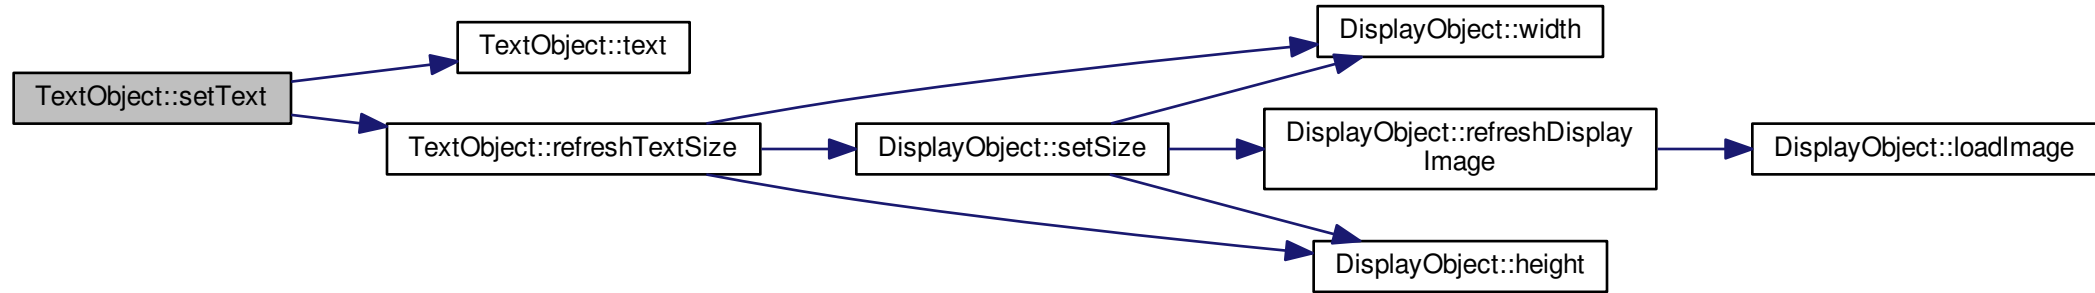 TextObject::setText
TextObject::text
TextObject::refreshTextSize
DisplayObject::setSize
DisplayObject::width
DisplayObject::refreshDisplay
Image
DisplayObject::height
DisplayObject::loadImage